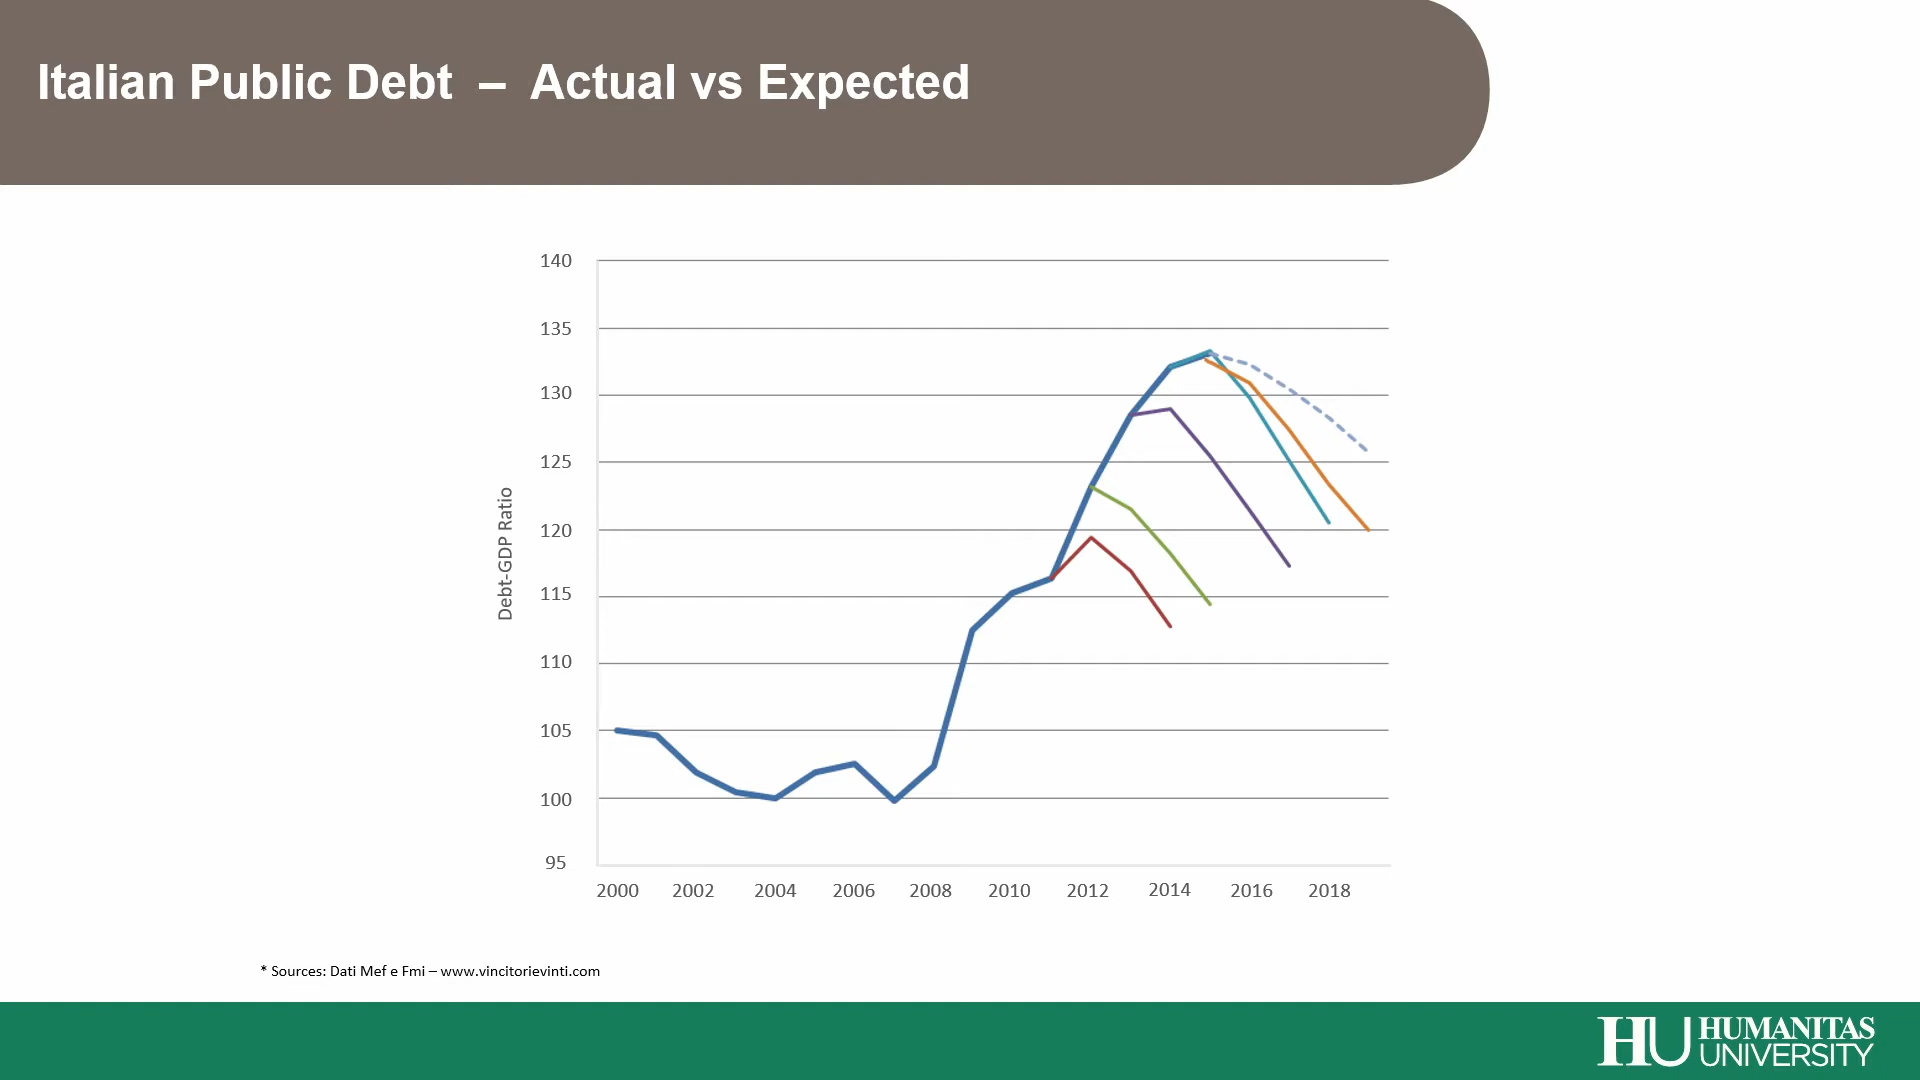 Italian Public Debt – Actual vs Expected
140
135
130
125
120
115
110
105
100
95
Debt-GDP Ratio
2000 2002 2004 2006 2008 2010 2012 2014 2016 2018
* Sources: Dati Mef e Fmi – www.vincitorievinti.com
HU HUMANITAS
UNIVERSITY